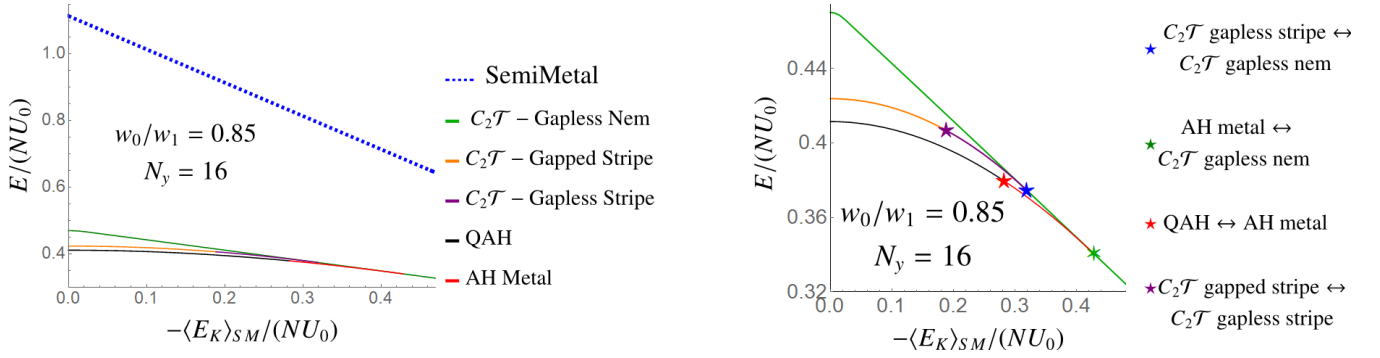 E/(NU₀)
1.0
0.8
0.6
0.4
0.0
0.1
0.2
0.3
0.4
−⟨E_K⟩_SM/(NU₀)
w₀/w₁ = 0.85
N_y = 16
SemiMetal
C₂𝒯 − Gapless Nem
C₂𝒯 − Gapped Stripe
C₂𝒯 − Gapless Stripe
QAH
AH Metal
E/(NU₀)
0.44
0.4
0.36
0.32
0.0
0.1
0.2
0.3
0.4
−⟨E_K⟩_SM/(NU₀)
w₀/w₁ = 0.85
N_y = 16
C₂𝒯 gapless stripe ↔
C₂𝒯 gapless nem
AH metal ↔
C₂𝒯 gapless nem
QAH ↔ AH metal
C₂𝒯 gapped stripe ↔
C₂𝒯 gapless stripe